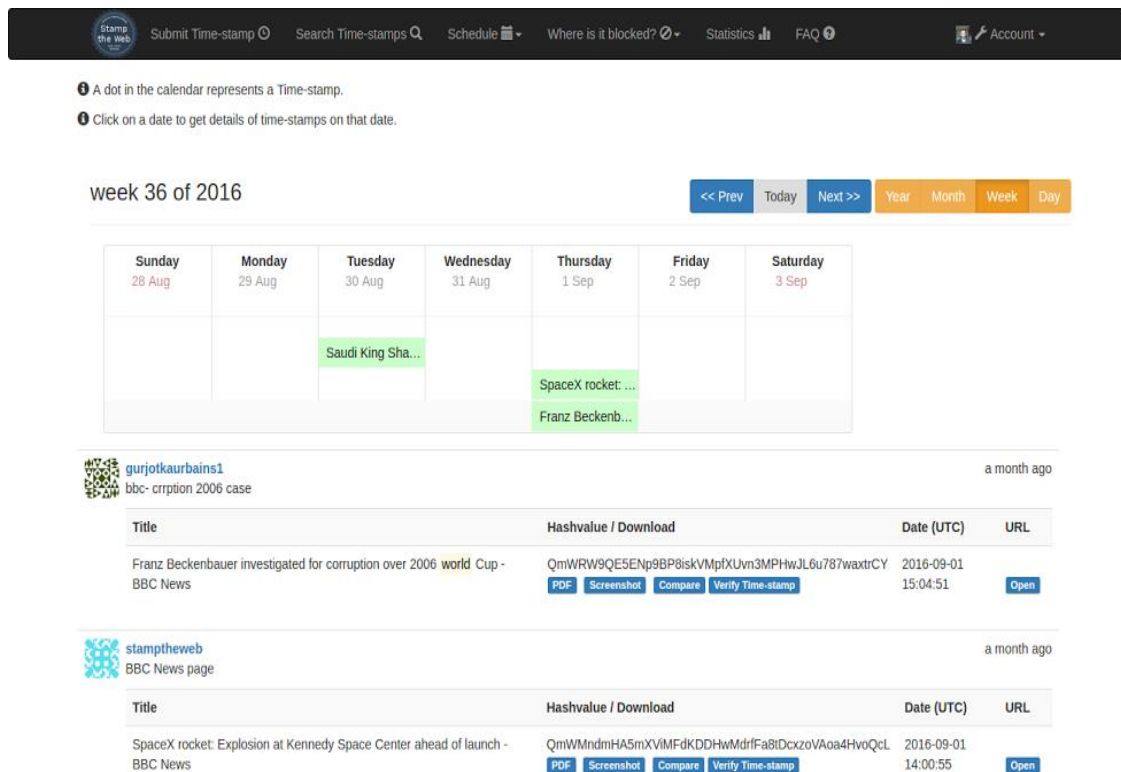 Stamp
the Web
Submit Time-stamp
Search Time-stamps
Schedule
Where is it blocked?
Statistics
FAQ
Account
A dot in the calendar represents a Time-stamp.
Click on a date to get details of time-stamps on that date.
week 36 of 2016
<< Prev Today Next >> Year Month Week Day
Sunday Monday Tuesday Wednesday Thursday Friday Saturday
28 Aug 29 Aug 30 Aug 31 Aug 1 Sep 2 Sep 3 Sep
Saudi King Sha...
SpaceX rocket: ...
Franz Beckenb...
gurjotkaurbains1 a month ago
bbc- crrption 2006 case
Title Hashvalue / Download Date (UTC) URL
Franz Beckenbauer investigated for corruption over 2006 world Cup - QmWRW9QE5ENp9BP8iskVMpfXUvn3MPHwJL6u787waxtrCY 2016-09-01
BBC News PDF Screenshot Compare Verify Time-stamp 15:04:51 Open
stamptheweb a month ago
BBC News page
Title Hashvalue / Download Date (UTC) URL
SpaceX rocket: Explosion at Kennedy Space Center ahead of launch - QmWMndmHA5mXViMFdKDDHwMdrfFa8tDcxzoVAoa4HvoQcL 2016-09-01
BBC News PDF Screenshot Compare Verify Time-stamp 14:00:55 Open